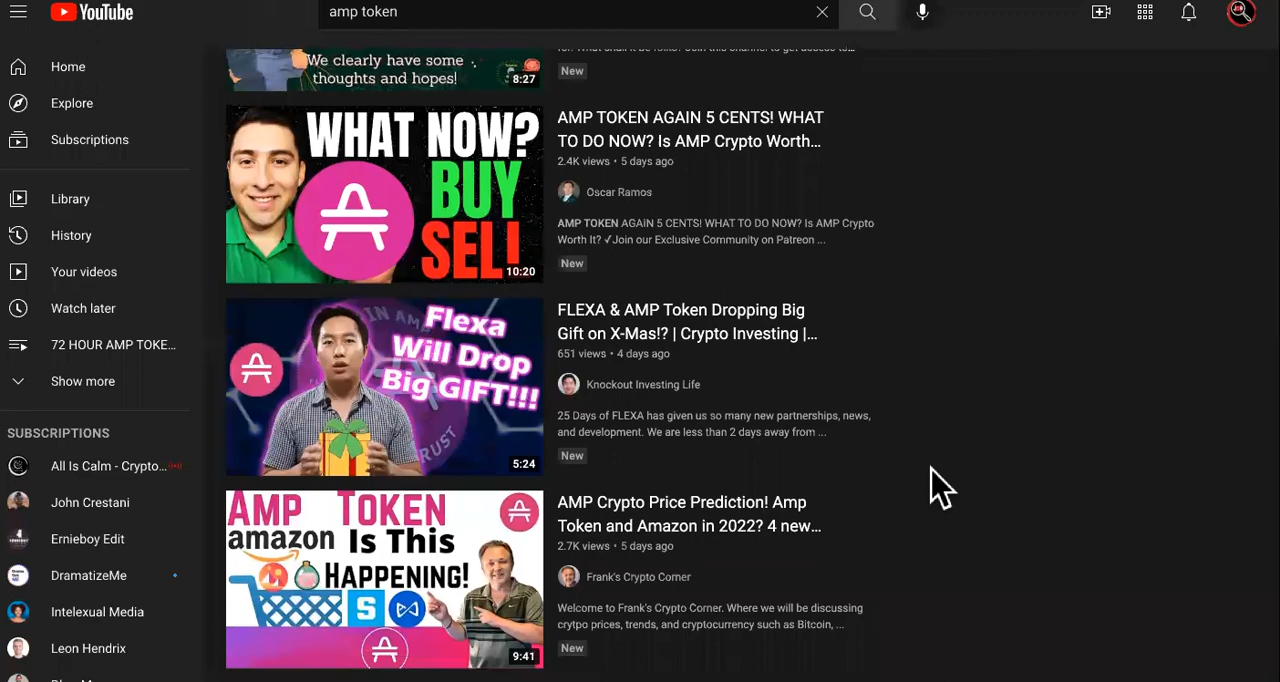 YouTube
amp token
Home
Explore
Subscriptions
Library
History
Your videos
Watch later
72 HOUR AMP TOKE...
Show more
SUBSCRIPTIONS
All Is Calm - Crypto...
John Crestani
Ernieboy Edit
DramatizeMe
Intelexual Media
Leon Hendrix
We clearly have some
thoughts and hopes!
8:27
New
WHAT NOW?
BUY
SELL
10:20
AMP TOKEN AGAIN 5 CENTS! WHAT
TO DO NOW? Is AMP Crypto Worth...
2.4K views • 5 days ago
Oscar Ramos
AMP TOKEN AGAiN 5 CENTS! WHAT TO DO NOW? Is AMP Crypto
Worth It? ✓Join our Exclusive Community on Patreon ...
New
Flexa
Will Drop
Big GIFT!!!
TRUST
5:24
FLEXA & AMP Token Dropping Big
Gift on X-Mas!? | Crypto Investing |...
651 views • 4 days ago
Knockout Investing Life
25 Days of FLEXA has given us so many new partnerships, news,
and development. We are less than 2 days away from ...
New
AMP TOKEN
amazon Is This
HAPPENING!
S
9:41
AMP Crypto Price Prediction! Amp
Token and Amazon in 2022? 4 new...
2.7K views • 5 days ago
Frank's Crypto Corner
Welcome to Frank's Crypto Corner. Where we will be discussing
crytpo prices, trends, and cryptocurrency such as Bitcoin, ...
New